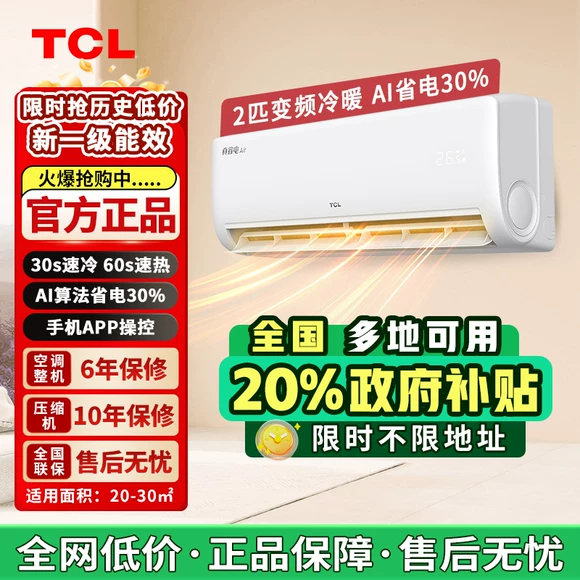 TCL
限时抢历史低价
新一级能效
火爆抢购中.....
官方正品
30s速冷 60s速热
AI算法省电30%
手机APP操控
空调整机 6年保修
压缩机 10年保修
全国联保 售后无忧
适用面积：20-30㎡
2匹变频冷暖 AI省电30%
真省电
TCL
全国 多地可用
20%政府补贴
限时不限地址
全网低价·正品保障·售后无忧